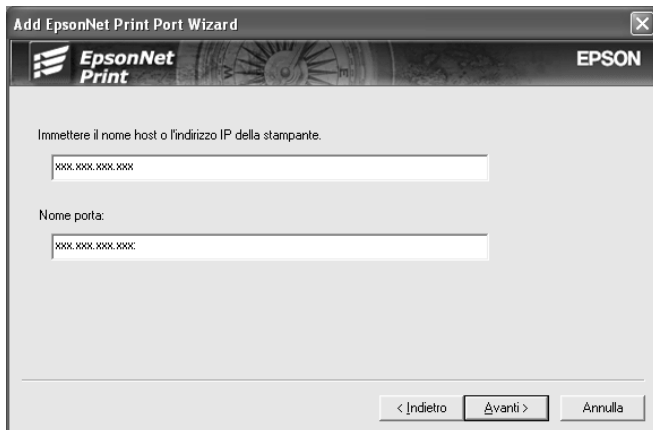 Add EpsonNet Print Port Wizard
EpsonNet
Print
EPSON
Immettere il nome host o l'indirizzo IP della stampante.
xxx.xxx.xxx.xxx
Nome porta:
xxx.xxx.xxx.xxx:
< Indietro
Avanti >
Annulla